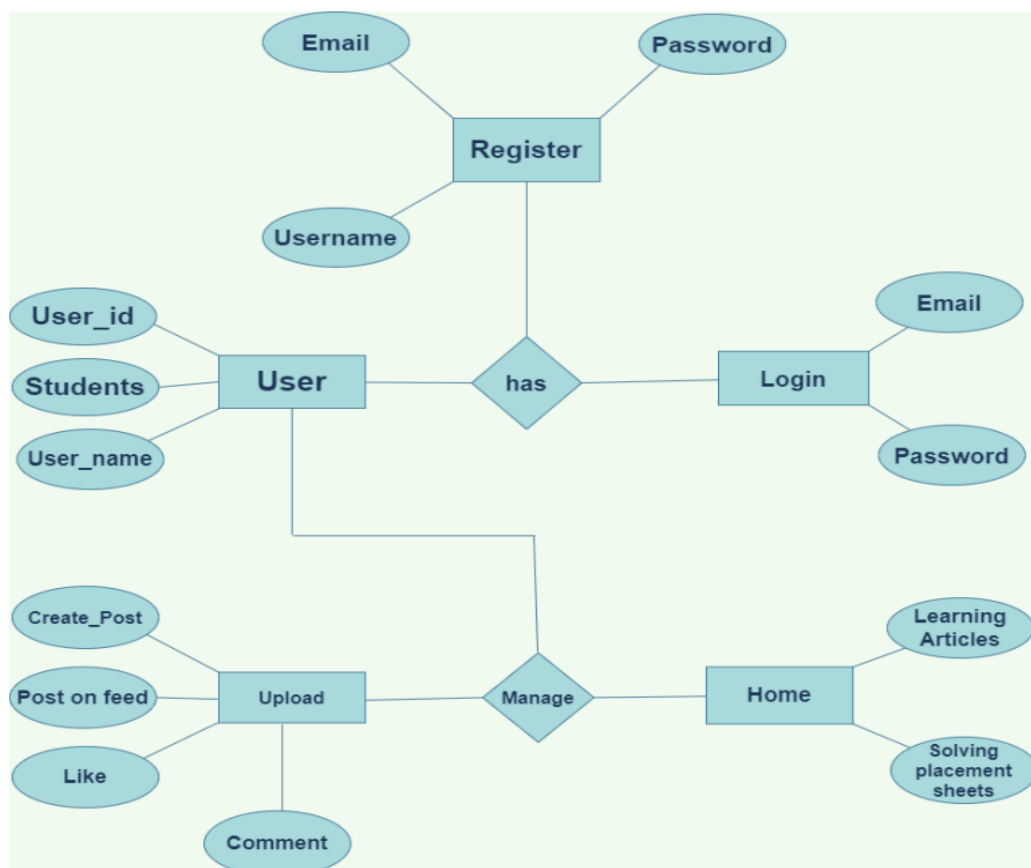 Email
Password
Register
Username
User_id
Email
User
has
Login
Students
User_name
Password
Create_Post
Learning
Articles
Post on feed
Upload
Manage
Home
Like
Solving
placement
sheets
Comment